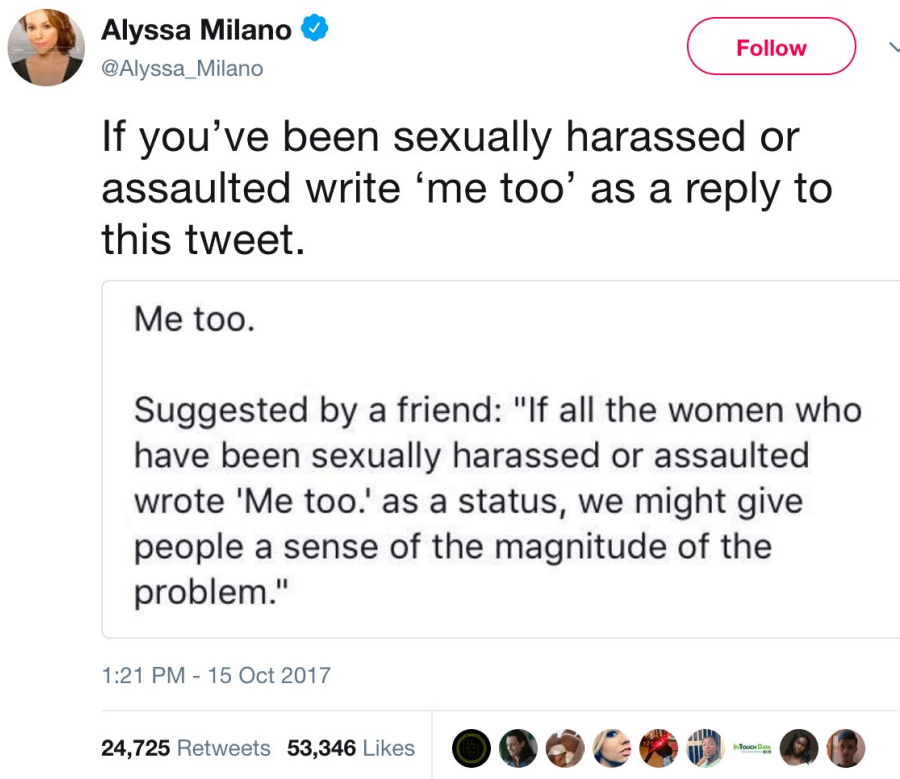 Alyssa Milano
@Alyssa_Milano
Follow
If you’ve been sexually harassed or
assaulted write ‘me too’ as a reply to
this tweet.
Me too.
Suggested by a friend: "If all the women who
have been sexually harassed or assaulted
wrote 'Me too.' as a status, we might give
people a sense of the magnitude of the
problem."
1:21 PM - 15 Oct 2017
24,725 Retweets 53,346 Likes
InTouch Data